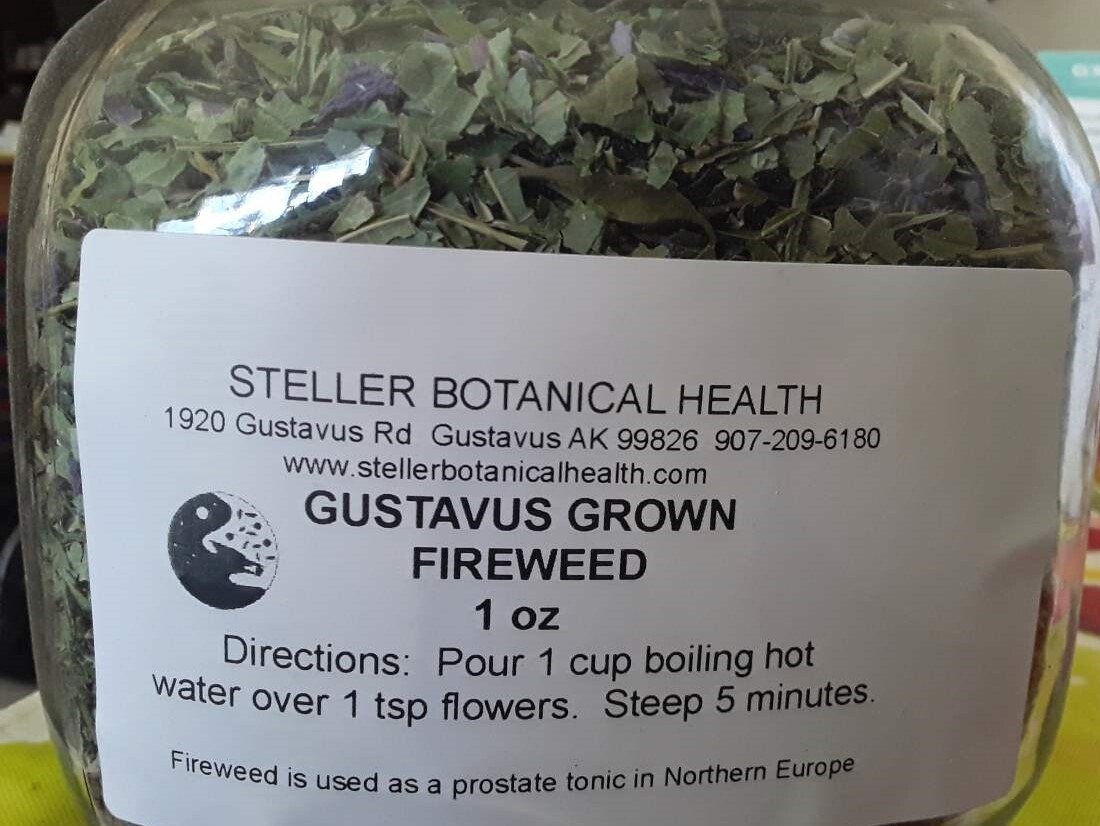 STELLER BOTANICAL HEALTH
1920 Gustavus Rd Gustavus AK 99826 907-209-6180
www.stellerbotanicalhealth.com
GUSTAVUS GROWN
FIREWEED
1 oz
Directions: Pour 1 cup boiling hot
water over 1 tsp flowers. Steep 5 minutes.
Fireweed is used as a prostate tonic in Northern Europe